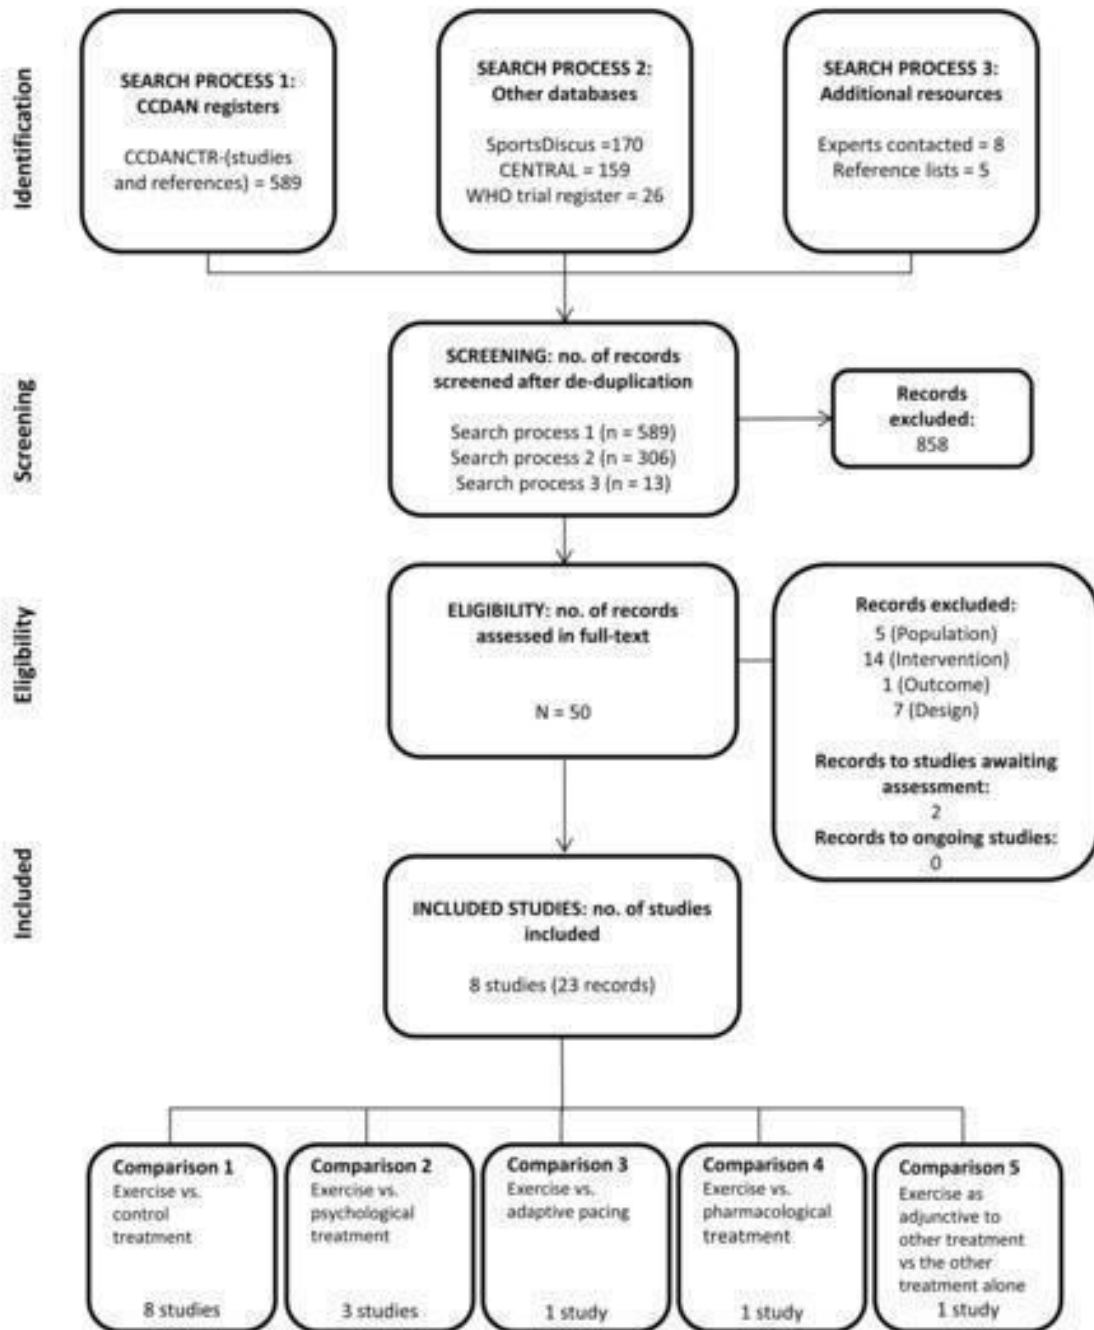 Identification
SEARCH PROCESS 1:
CCDAN registers
CCDANCTR-(studies
and references) = 589
SEARCH PROCESS 2:
Other databases
SportsDiscus =170
CENTRAL = 159
WHO trial register = 26
SEARCH PROCESS 3:
Additional resources
Experts contacted = 8
Reference lists = 5
Screening
SCREENING: no. of records
screened after de-duplication
Search process 1 (n = 589)
Search process 2 (n = 306)
Search process 3 (n = 13)
Records
excluded:
858
Eligibility
ELIGIBILITY: no. of records
assessed in full-text
N = 50
Records excluded:
5 (Population)
14 (Intervention)
1 (Outcome)
7 (Design)
Records to studies awaiting
assessment:
2
Records to ongoing studies:
0
Included
INCLUDED STUDIES: no. of studies
included
8 studies (23 records)
Comparison 1
Exercise vs.
control
treatment
8 studies
Comparison 2
Exercise vs.
psychological
treatment
3 studies
Comparison 3
Exercise vs.
adaptive pacing
1 study
Comparison 4
Exercise vs.
pharmacological
treatment
1 study
Comparison 5
Exercise as
adjunctive to
other treatment
vs the other
treatment alone
1 study